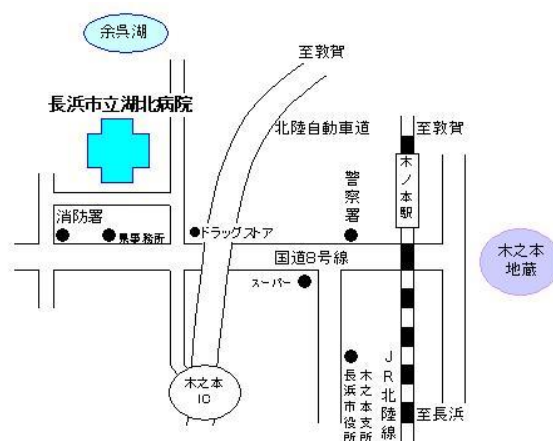 余呉湖
至敦賀
長浜市立湖北病院
北陸自動車道
至敦賀
木ノ本駅
警察署
消防署
県事務所
ドラッグストア
国道8号線
木之本
地蔵
スーパー
木之本
IC
長浜市役所
木之本支所
JR北陸線
至長浜